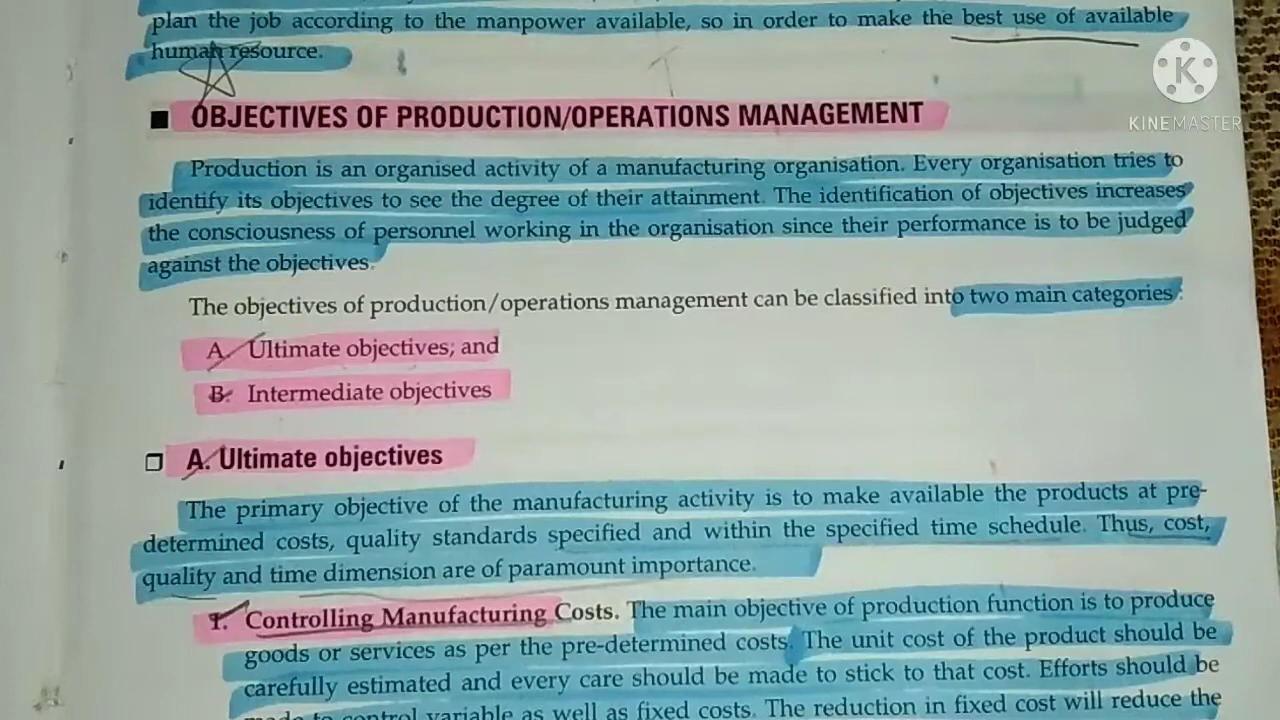 plan the job according to the manpower available, so in order to make the best use of available
human resource.
K
KINEMASTER
■ OBJECTIVES OF PRODUCTION/OPERATIONS MANAGEMENT
Production is an organised activity of a manufacturing organisation. Every organisation tries to
identify its objectives to see the degree of their attainment. The identification of objectives increases
the consciousness of personnel working in the organisation since their performance is to be judged
against the objectives.
The objectives of production/operations management can be classified into two main categories:
A. Ultimate objectives; and
B. Intermediate objectives
❒ A. Ultimate objectives
The primary objective of the manufacturing activity is to make available the products at pre-
determined costs, quality standards specified and within the specified time schedule. Thus, cost,
quality and time dimension are of paramount importance.
1. Controlling Manufacturing Costs. The main objective of production function is to produce
goods or services as per the pre-determined costs. The unit cost of the product should be
carefully estimated and every care should be made to stick to that cost. Efforts should be
made to control variable as well as fixed costs. The reduction in fixed cost will reduce the